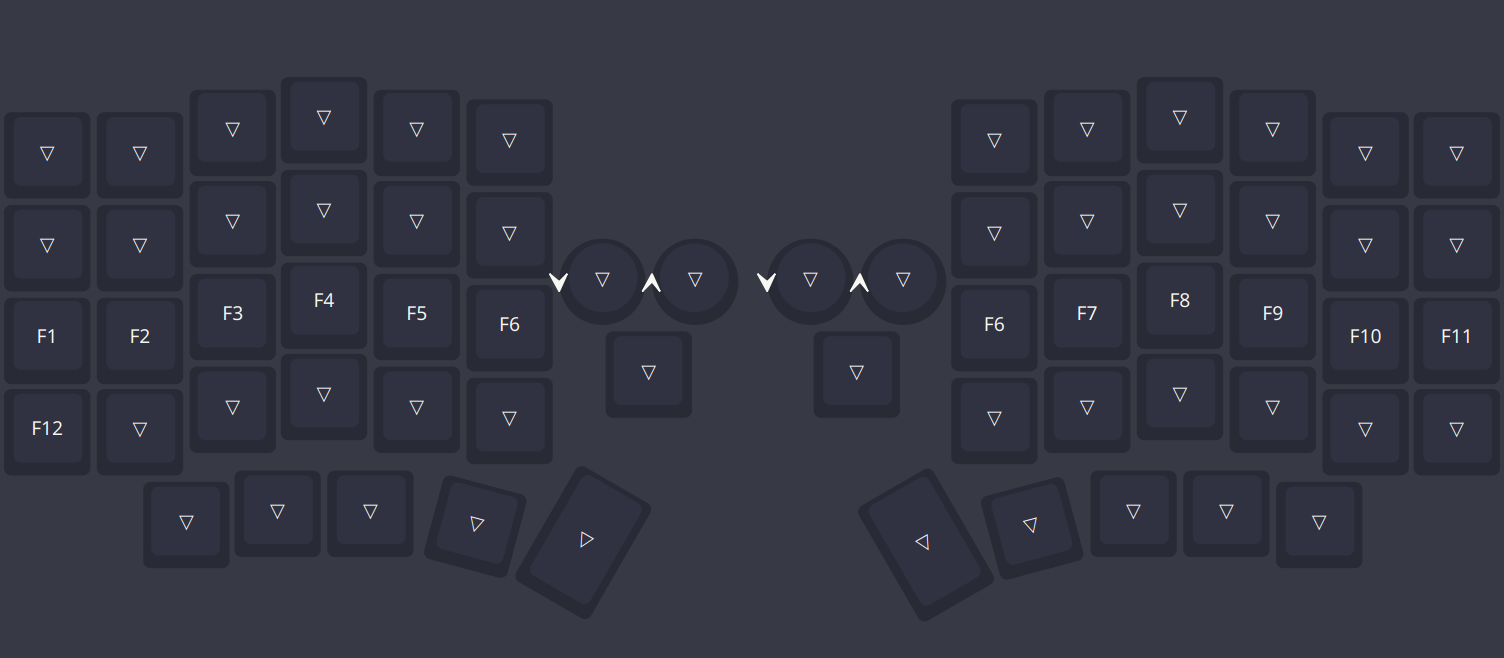 ▽ ▽ ▽ ▽ ▽ ▽ ▽ ▽ ▽ ▽ ▽ ▽
▽ ▽ ▽ ▽ ▽ ▽ ▽ ▽ ▽ ▽ ▽ ▽ ▽ ▽ ▽ ▽
F1 F2 F3 F4 F5 F6 ▽ ▽ F6 F7 F8 F9 F10 F11
F12 ▽ ▽ ▽ ▽ ▽ ▽ ▽ ▽ ▽ ▽ ▽
▽ ▽ ▽ ▽ ▽ ▽ ▽ ▽ ▽ ▽